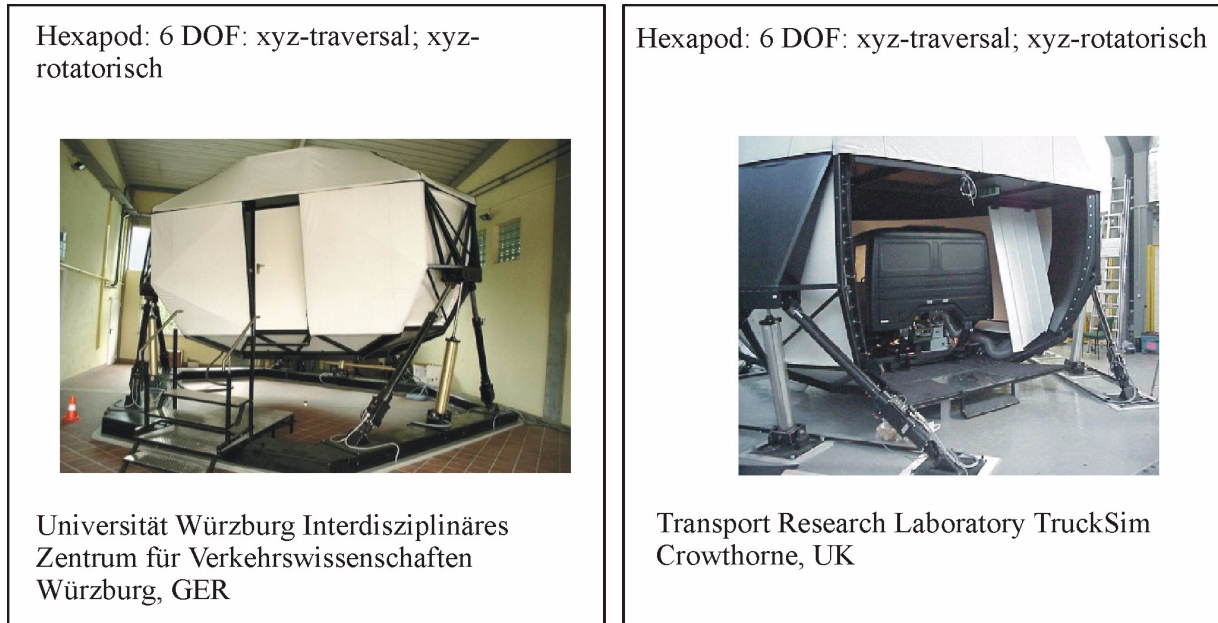 Hexapod: 6 DOF: xyz-traversal; xyz-
rotatorisch
Universität Würzburg Interdisziplinäres
Zentrum für Verkehrswissenschaften
Würzburg, GER
Hexapod: 6 DOF: xyz-traversal; xyz-rotatorisch
Transport Research Laboratory TruckSim
Crowthorne, UK